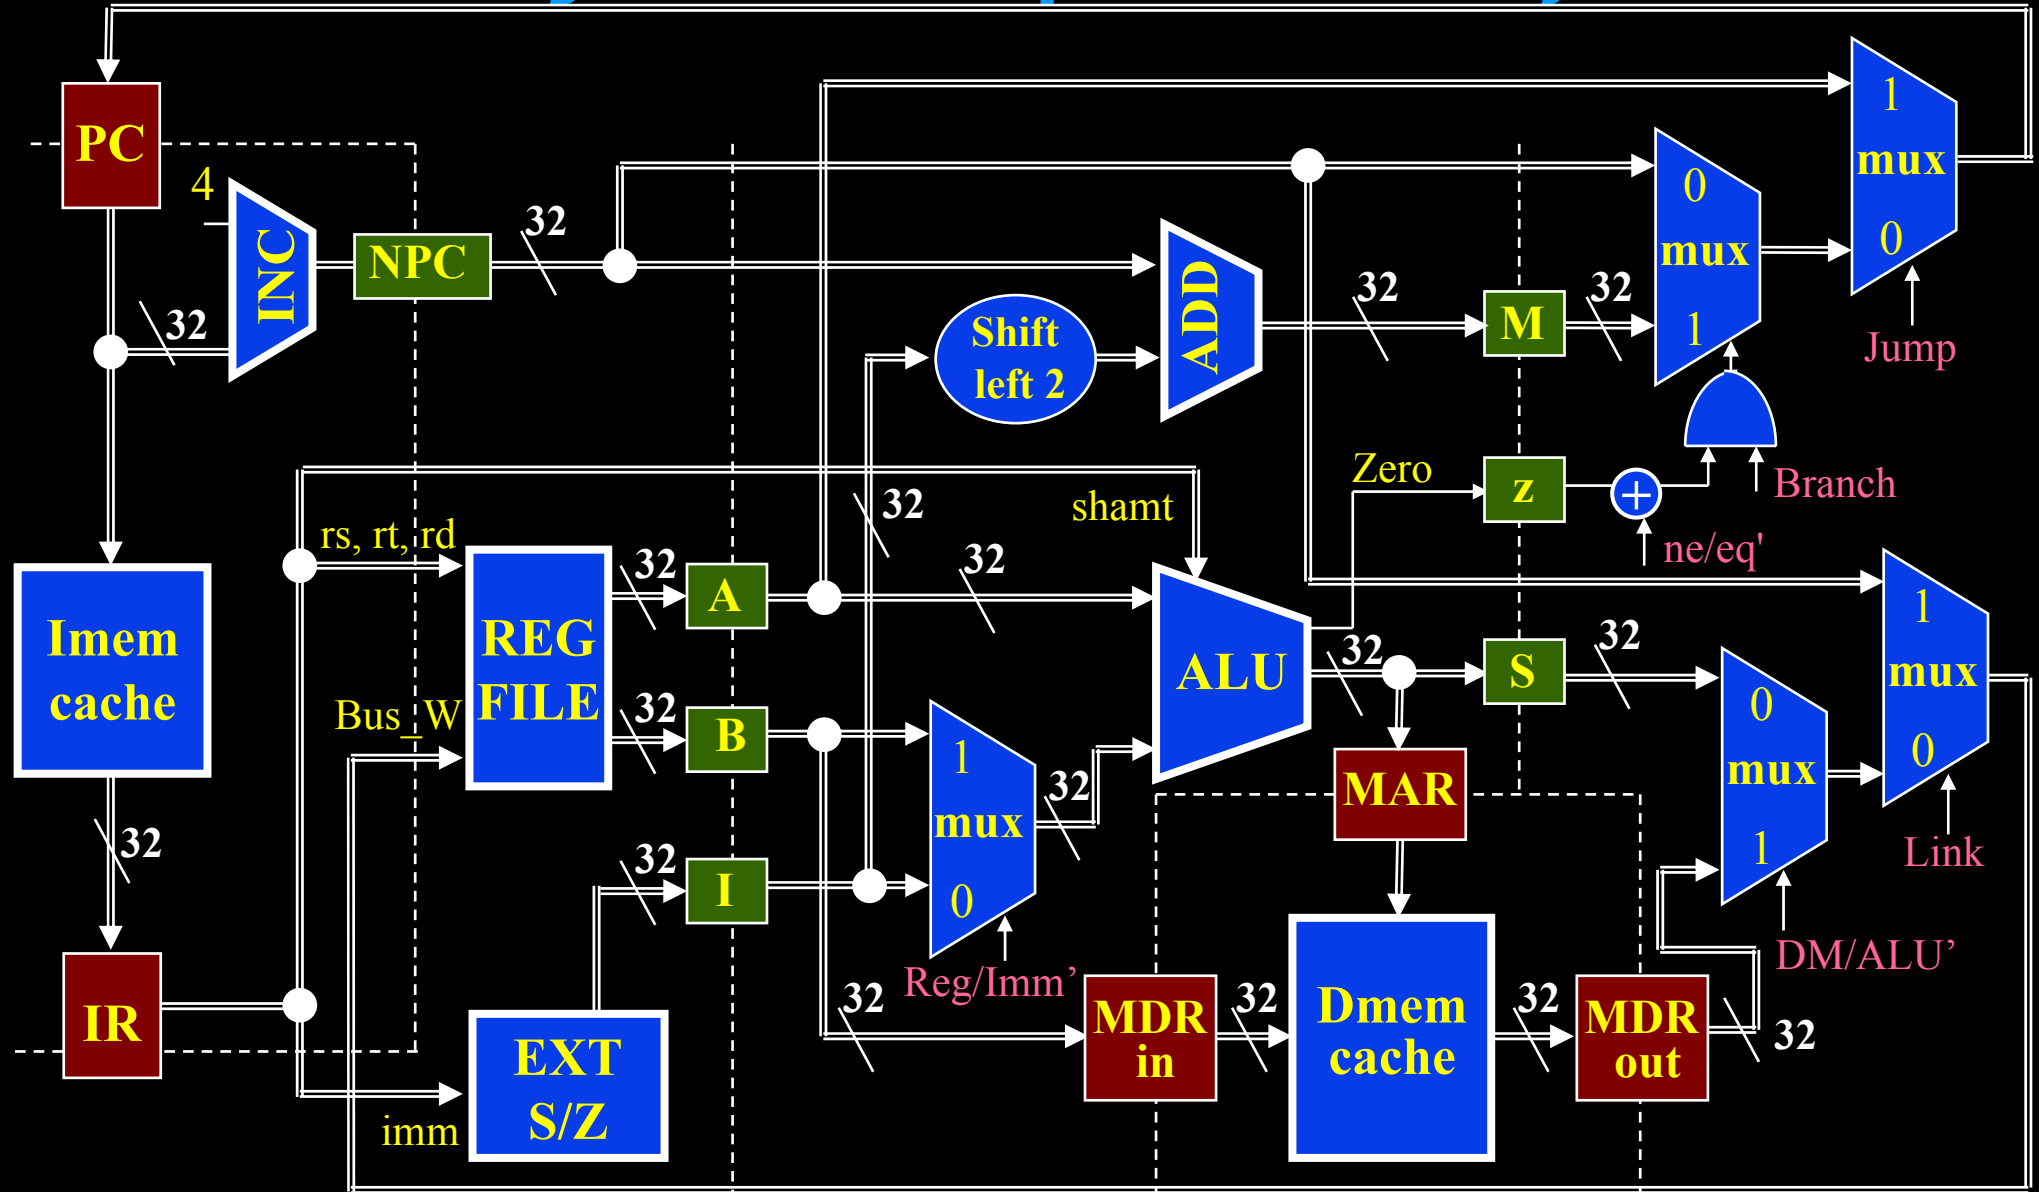 PC
4
INC
32
NPC
32
Shift
left 2
ADD
32
M
32
0
mux
1
1
mux
0
Jump
Branch
Zero
z
+
ne/eq'
shamt
32
rs, rt, rd
REG
FILE
Bus_W
32
A
32
32
B
Imem
cache
32
IR
imm
EXT
S/Z
32
I
1
mux
0
Reg/Imm’
32
ALU
32
S
32
MAR
32
MDR
in
32
Dmem
cache
32
MDR
out
32
0
mux
1
DM/ALU’
1
mux
0
Link